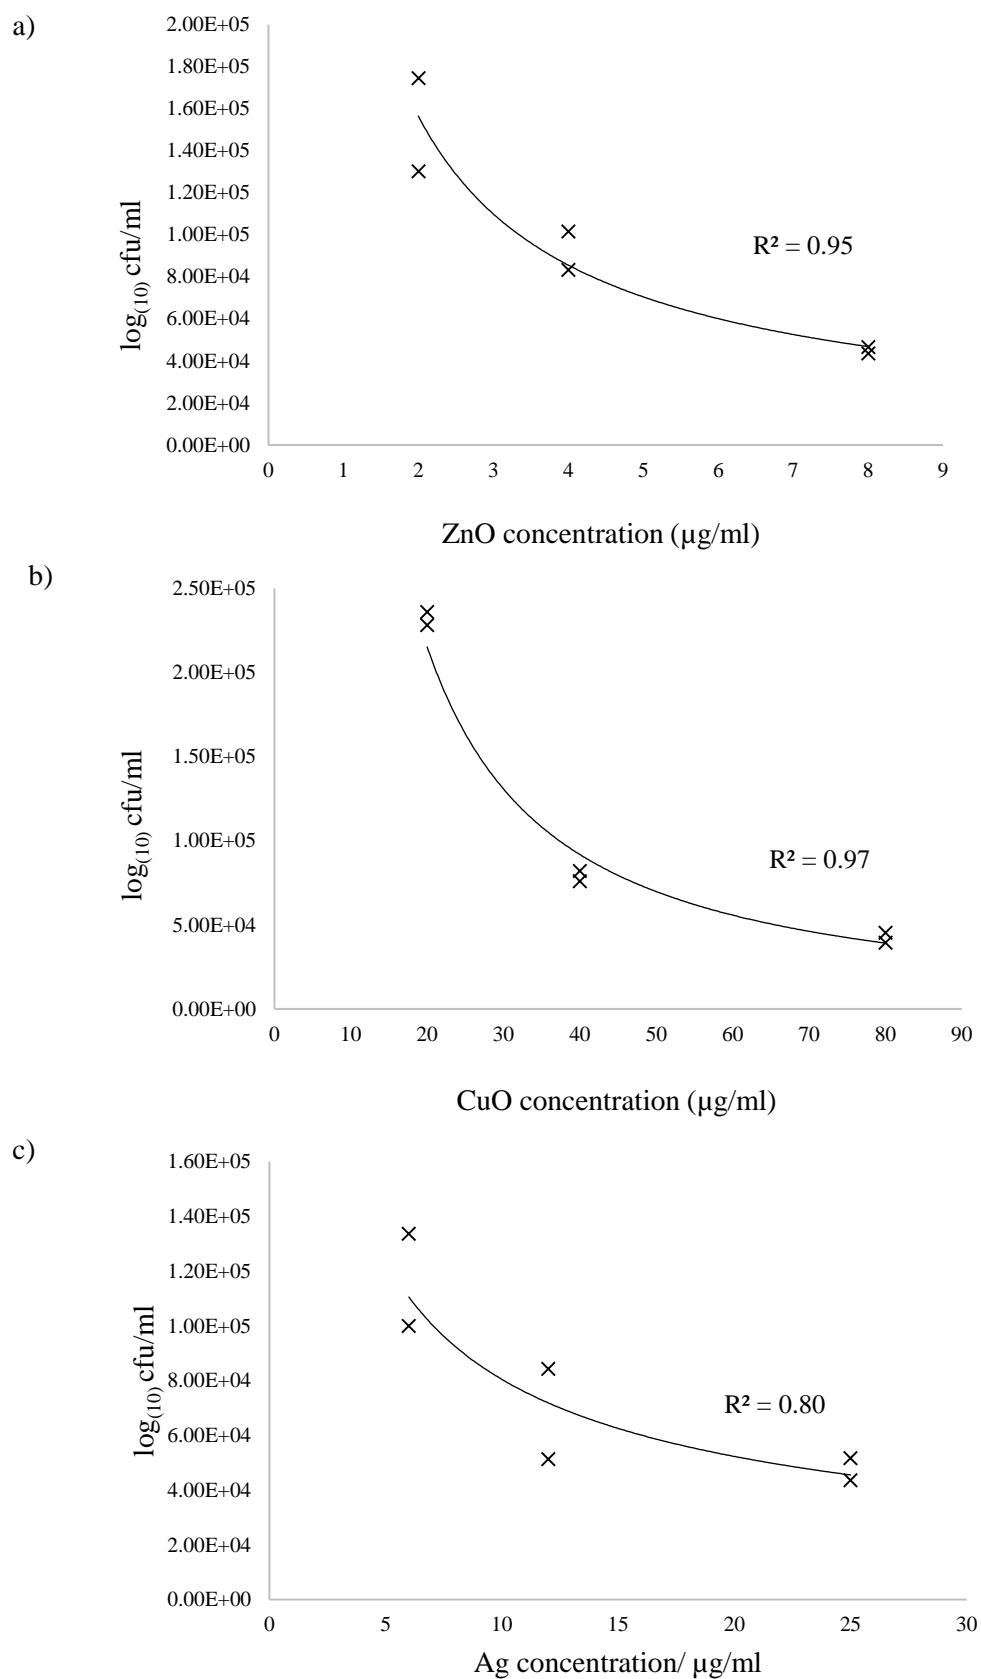 a)
2.00E+05
1.80E+05
1.60E+05
1.40E+05
1.20E+05
1.00E+05
8.00E+04
6.00E+04
4.00E+04
2.00E+04
0.00E+00
log(10) cfu/ml
R² = 0.95
0 1 2 3 4 5 6 7 8 9
ZnO concentration (µg/ml)
b)
2.50E+05
2.00E+05
1.50E+05
1.00E+05
5.00E+04
0.00E+00
log(10) cfu/ml
R² = 0.97
0 10 20 30 40 50 60 70 80 90
CuO concentration (µg/ml)
c)
1.60E+05
1.40E+05
1.20E+05
1.00E+05
8.00E+04
6.00E+04
4.00E+04
2.00E+04
0.00E+00
log(10) cfu/ml
R² = 0.80
0 5 10 15 20 25 30
Ag concentration/ µg/ml